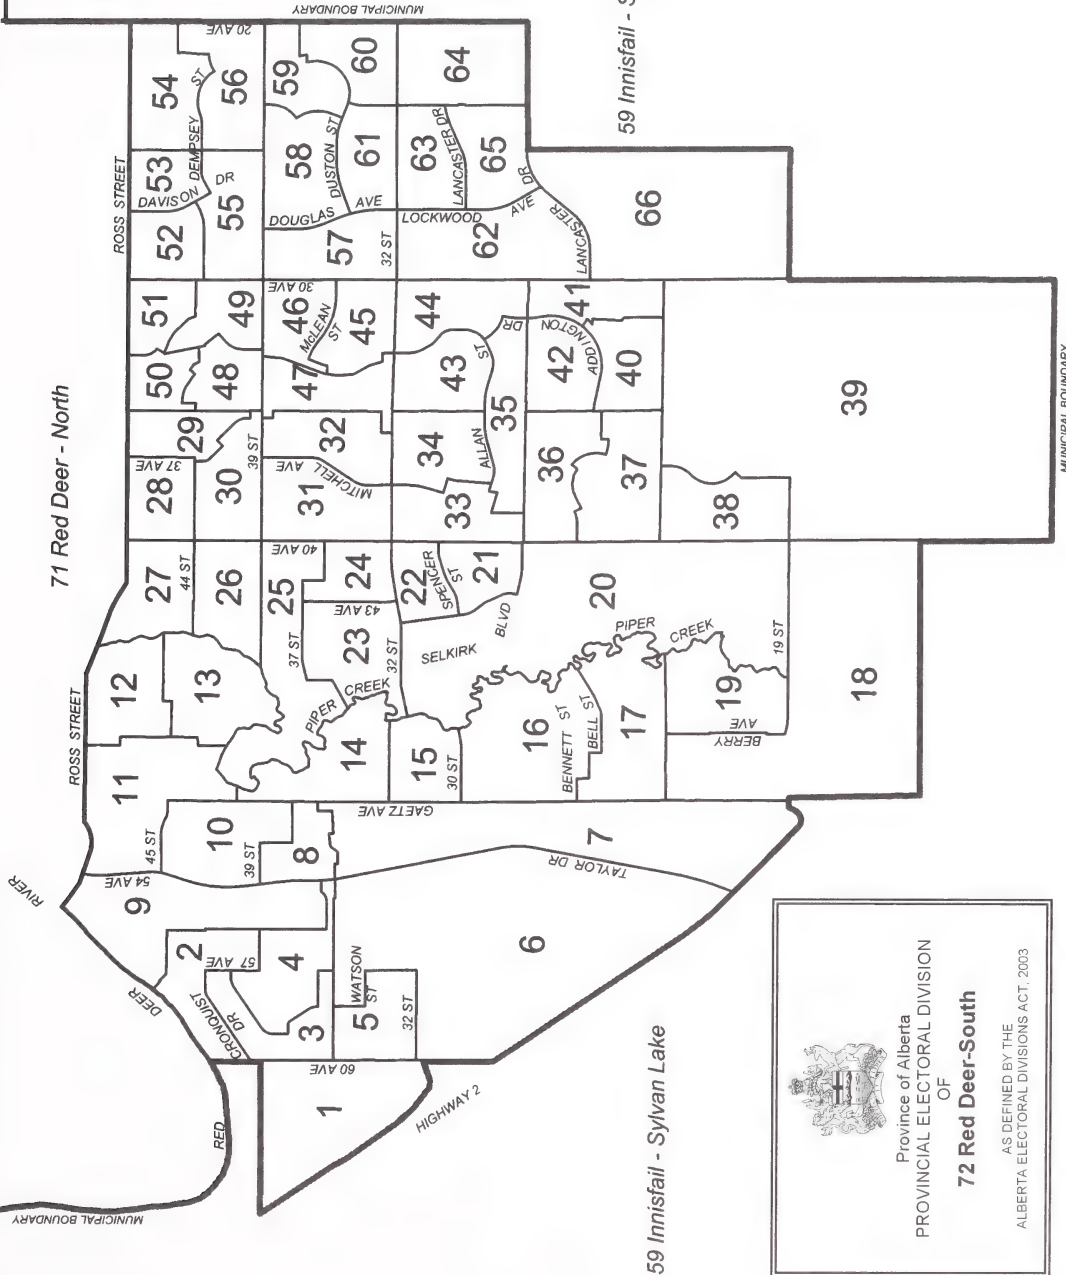 MUNICIPAL BOUNDARY
59 Innisfail - S
71 Red Deer - North
ROSS STREET
20 AVE
54
ST
56
59
60
64
53
DEMPSEY
DAVISON
DR
55
58
DUSTON ST
61
63
LANCASTER DR
65
DR
52
DOUGLAS
AVE
LOCKWOOD
AVE
57
32 ST
62
LANCASTER
66
51
49
30 AVE
46
McLEAN
ST
45
44
41
50
48
47
43
ST
DR
ADDINGTON
42
40
39
29
37 AVE
28
30
39 ST
32
MITCHELL AVE
31
34
ALLAN
35
33
36
37
38
MUNICIPAL BOUNDARY
27
44 ST
26
40 AVE
25
24
43 AVE
37 ST
23
32 ST
22
SPENCER
ST
21
SELKIRK
BLVD
20
PIPER
CREEK
19 ST
12
13
PIPER
CREEK
14
15
30 ST
16
BENNETT ST
BELL ST
17
19
BERRY
AVE
18
ROSS STREET
11
GAETZ AVE
45 ST
10
39 ST
8
54 AVE
7
TAYLOR DR
RIVER
9
DEER
2
57 AVE
4
CRONQUIST
DR
3
WATSON
ST
5
32 ST
6
60 AVE
1
RED
HIGHWAY 2
MUNICIPAL BOUNDARY
59 Innisfail - Sylvan Lake
Province of Alberta
PROVINCIAL ELECTORAL DIVISION
OF
72 Red Deer-South
AS DEFINED BY THE
ALBERTA ELECTORAL DIVISIONS ACT, 2003